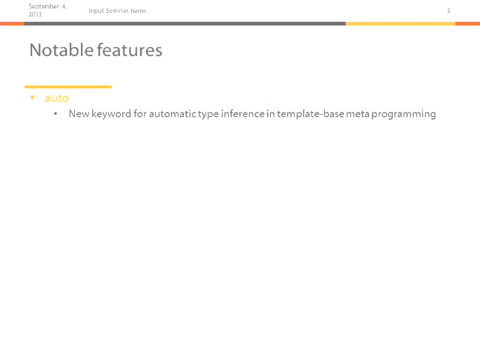 September 4,
2013
Input Seminar name
5
Notable features
• auto
• New keyword for automatic type inference in template-base meta programming